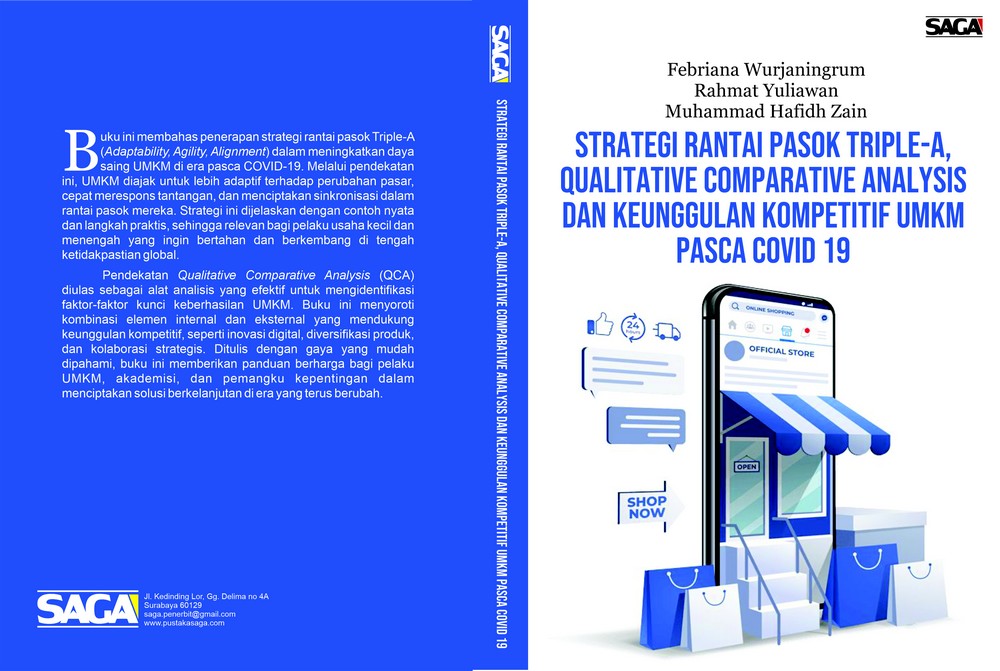 Buku ini membahas penerapan strategi rantai pasok Triple-A
(Adaptability, Agility, Alignment) dalam meningkatkan daya
saing UMKM di era pasca COVID-19. Melalui pendekatan
ini, UMKM diajak untuk lebih adaptif terhadap perubahan pasar,
cepat merespons tantangan, dan menciptakan sinkronisasi dalam
rantai pasok mereka. Strategi ini dijelaskan dengan contoh nyata
dan langkah praktis, sehingga relevan bagi pelaku usaha kecil dan
menengah yang ingin bertahan dan berkembang di tengah
ketidakpastian global.
Pendekatan Qualitative Comparative Analysis (QCA)
diulas sebagai alat analisis yang efektif untuk mengidentifikasi
faktor-faktor kunci keberhasilan UMKM. Buku ini menyoroti
kombinasi elemen internal dan eksternal yang mendukung
keunggulan kompetitif, seperti inovasi digital, diversifikasi produk,
dan kolaborasi strategis. Ditulis dengan gaya yang mudah
dipahami, buku ini memberikan panduan berharga bagi pelaku
UMKM, akademisi, dan pemangku kepentingan dalam
menciptakan solusi berkelanjutan di era yang terus berubah.
SAGA
Jl. Kedinding Lor, Gg. Delima no 4A
Surabaya 60129
saga.penerbit@gmail.com
www.pustakasaga.com
SAGA
STRATEGI RANTAI PASOK TRIPLE-A, QUALITATIVE COMPARATIVE ANALYSIS DAN KEUNGGULAN KOMPETITIF UMKM PASCA COVID 19
SAGA
Febriana Wurjaningrum
Rahmat Yuliawan
Muhammad Hafidh Zain
STRATEGI RANTAI PASOK TRIPLE-A,
QUALITATIVE COMPARATIVE ANALYSIS
DAN KEUNGGULAN KOMPETITIF UMKM
PASCA COVID 19
ONLINE SHOPPING
24
hours
OFFICIAL STORE
OPEN
SHOP
NOW